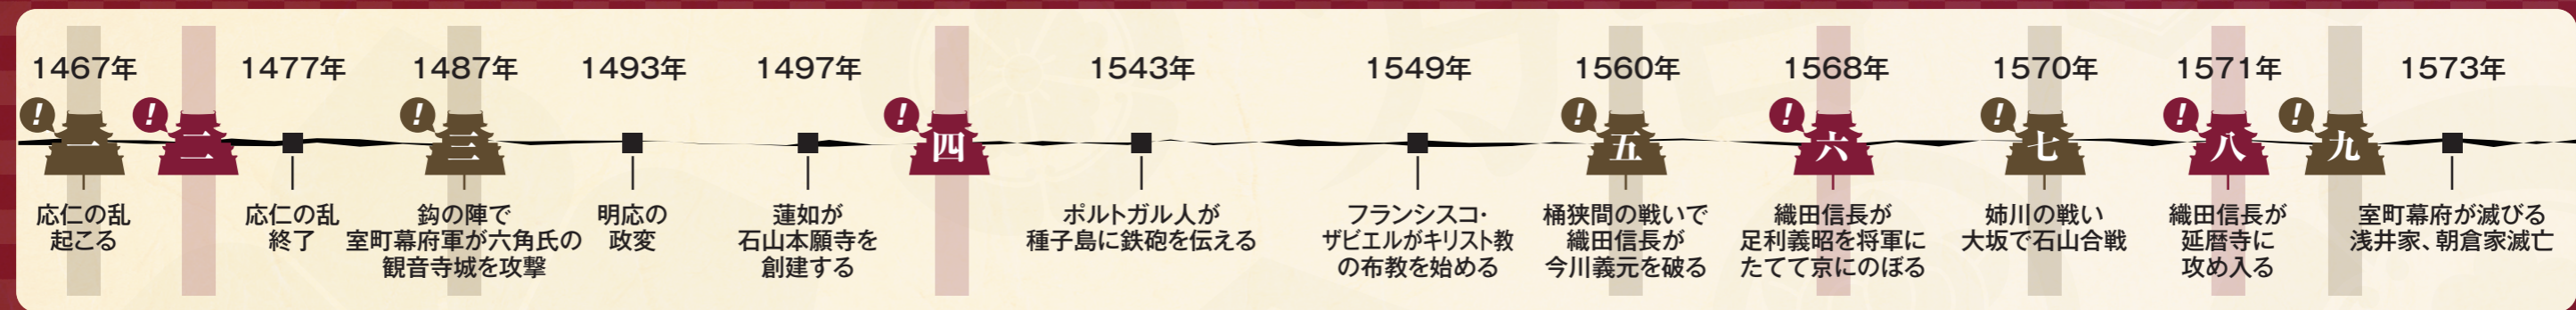 1467年
!
一
応仁の乱
起こる
!
二
1477年
応仁の乱
終了
1487年
!
三
鈎の陣で
室町幕府軍が六角氏の
観音寺城を攻撃
1493年
明応の
政変
1497年
蓮如が
石山本願寺を
創建する
!
四
1543年
ポルトガル人が
種子島に鉄砲を伝える
1549年
フランシスコ・
ザビエルがキリスト教
の布教を始める
1560年
!
五
桶狭間の戦いで
織田信長が
今川義元を破る
1568年
!
六
織田信長が
足利義昭を将軍に
たてて京にのぼる
1570年
!
七
姉川の戦い
大坂で石山合戦
1571年
!
八
織田信長が
延暦寺に
攻め入る
!
九
1573年
室町幕府が滅びる
浅井家、朝倉家滅亡